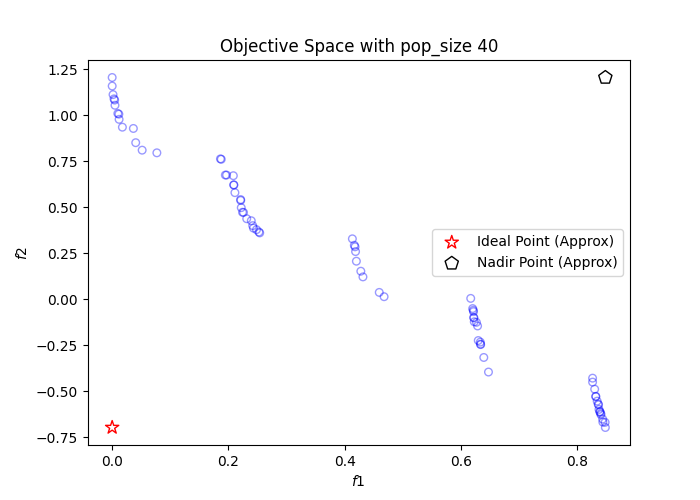 Objective Space with pop_size 40
1.25
1.00
0.75
0.50
0.25
0.00
−0.25
−0.50
−0.75
f2
Ideal Point (Approx)
Nadir Point (Approx)
0.0 0.2 0.4 0.6 0.8
f1